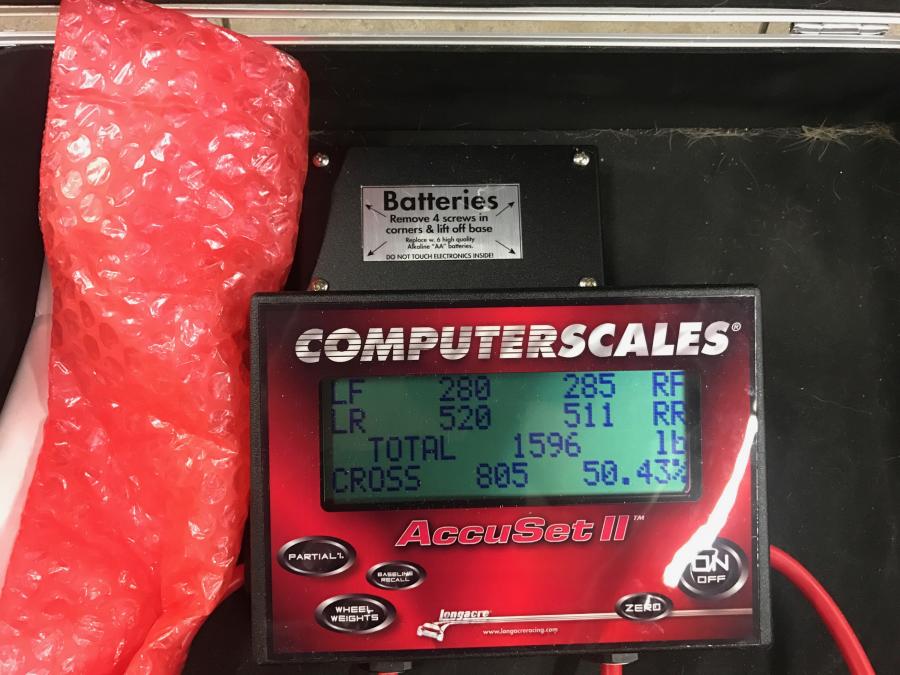 Batteries
Remove 4 screws in
corners & lift off base
Replace w. 6 high quality
Alkaline "AA" batteries.
DO NOT TOUCH ELECTRONICS INSIDE!
COMPUTERSCALES®
LF 280 285 RF
LR 520 511 RR
TOTAL 1596 lb
CROSS 805 50.43%
AccuSet II™
PARTIAL %
BASELINE
RECALL
WHEEL
WEIGHTS
ON
OFF
ZERO
longacre®
www.longacreracing.com